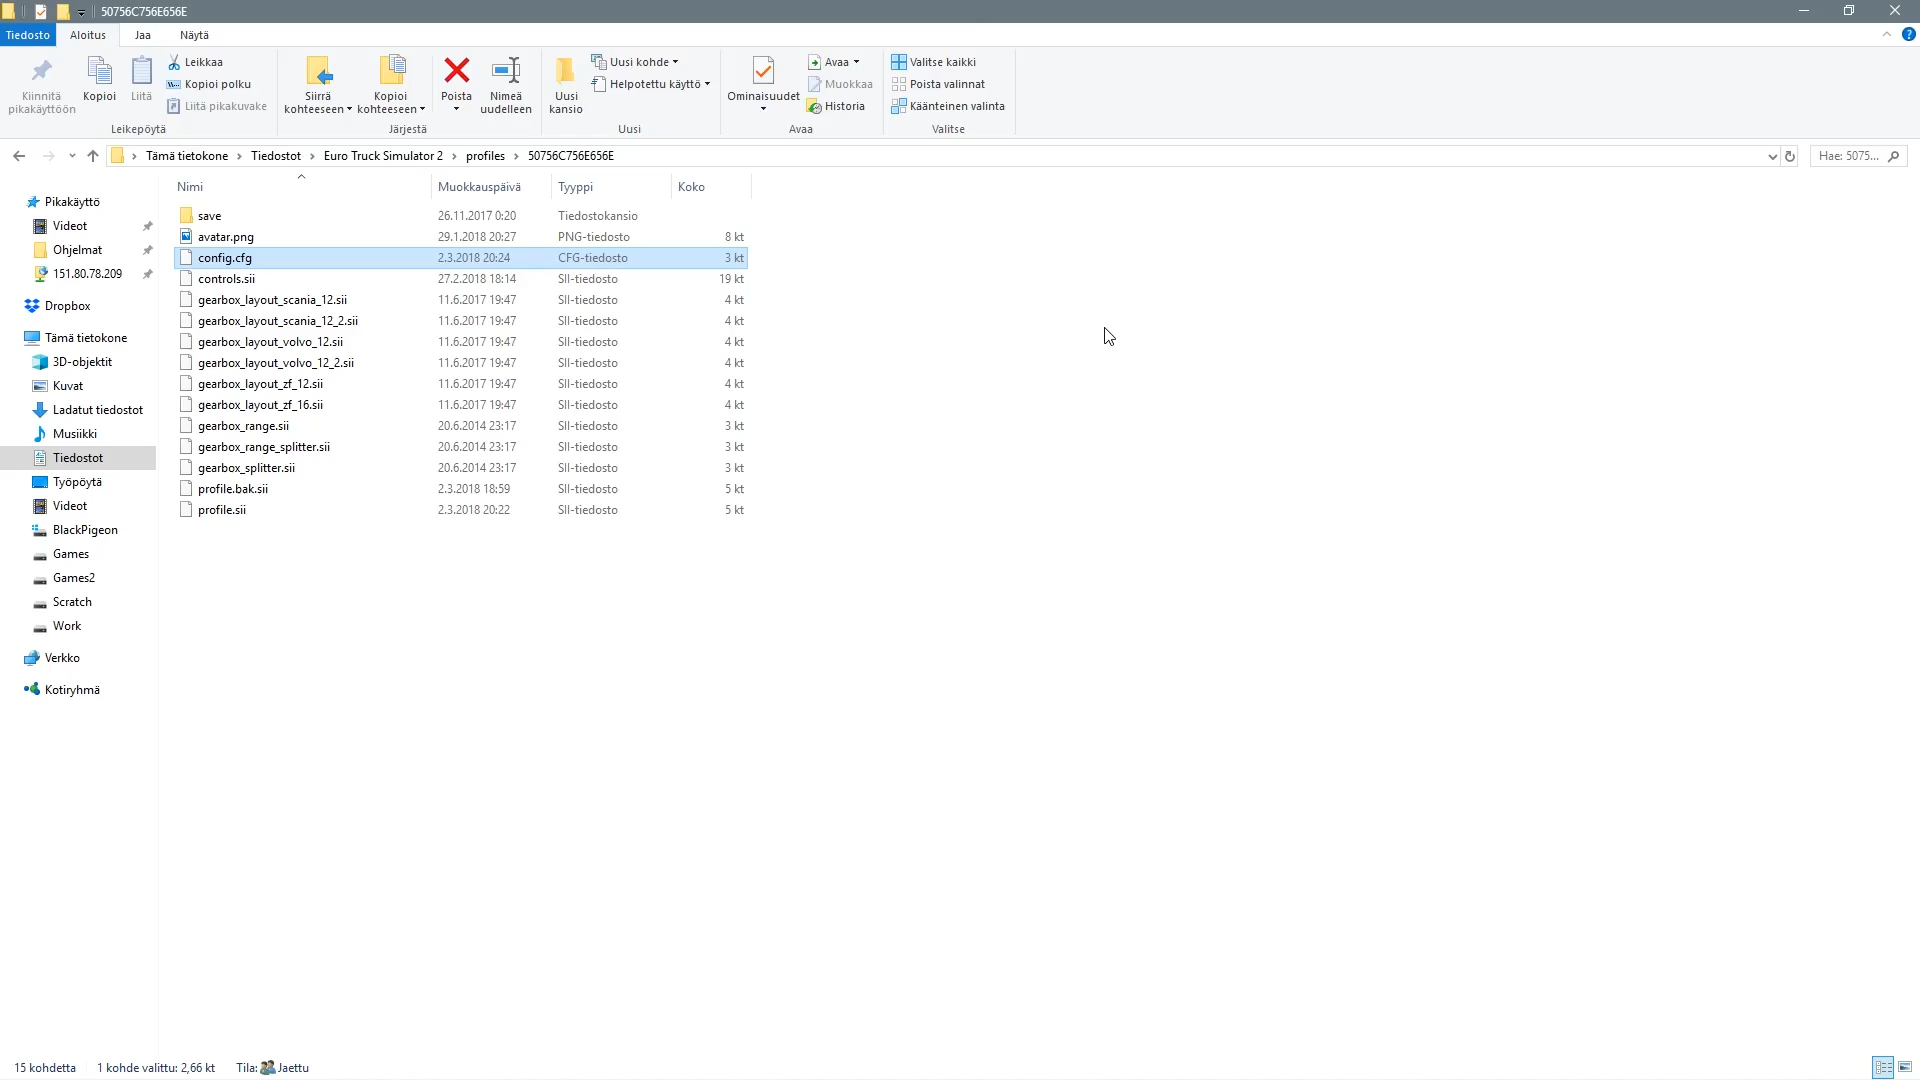 50756C756E656E
Tiedosto Aloitus Jaa Näytä
Kiinnitä pikakäyttöön
Kopioi
Liitä
Leikkaa
Kopioi polku
Liitä pikakuvake
Leikepöytä
Siirrä kohteeseen
Kopioi kohteeseen
Poista
Nimeä uudelleen
Järjestä
Uusi kansio
Uusi kohde
Helpotettu käyttö
Uusi
Ominaisuudet
Avaa
Muokkaa
Historia
Avaa
Valitse kaikki
Poista valinnat
Käänteinen valinta
Valitse
Tämä tietokone > Tiedostot > Euro Truck Simulator 2 > profiles > 50756C756E656E
Hae: 5075...
Pikakäyttö
Videot
Ohjelmat
151.80.78.209
Dropbox
Tämä tietokone
3D-objektit
Kuvat
Ladatut tiedostot
Musiikki
Tiedostot
Työpöytä
Videot
BlackPigeon
Games
Games2
Scratch
Work
Verkko
Kotiryhmä
Nimi Muokkauspäivä Tyyppi Koko
save 26.11.2017 0:20 Tiedostokansio
avatar.png 29.1.2018 20:27 PNG-tiedosto 8 kt
config.cfg 2.3.2018 20:24 CFG-tiedosto 3 kt
controls.sii 27.2.2018 18:14 SII-tiedosto 19 kt
gearbox_layout_scania_12.sii 11.6.2017 19:47 SII-tiedosto 4 kt
gearbox_layout_scania_12_2.sii 11.6.2017 19:47 SII-tiedosto 4 kt
gearbox_layout_volvo_12.sii 11.6.2017 19:47 SII-tiedosto 4 kt
gearbox_layout_volvo_12_2.sii 11.6.2017 19:47 SII-tiedosto 4 kt
gearbox_layout_zf_12.sii 11.6.2017 19:47 SII-tiedosto 4 kt
gearbox_layout_zf_16.sii 11.6.2017 19:47 SII-tiedosto 4 kt
gearbox_range.sii 20.6.2014 23:17 SII-tiedosto 3 kt
gearbox_range_splitter.sii 20.6.2014 23:17 SII-tiedosto 3 kt
gearbox_splitter.sii 20.6.2014 23:17 SII-tiedosto 3 kt
profile.bak.sii 2.3.2018 18:59 SII-tiedosto 5 kt
profile.sii 2.3.2018 20:22 SII-tiedosto 5 kt
15 kohdetta 1 kohde valittu: 2,66 kt Tila: Jaettu